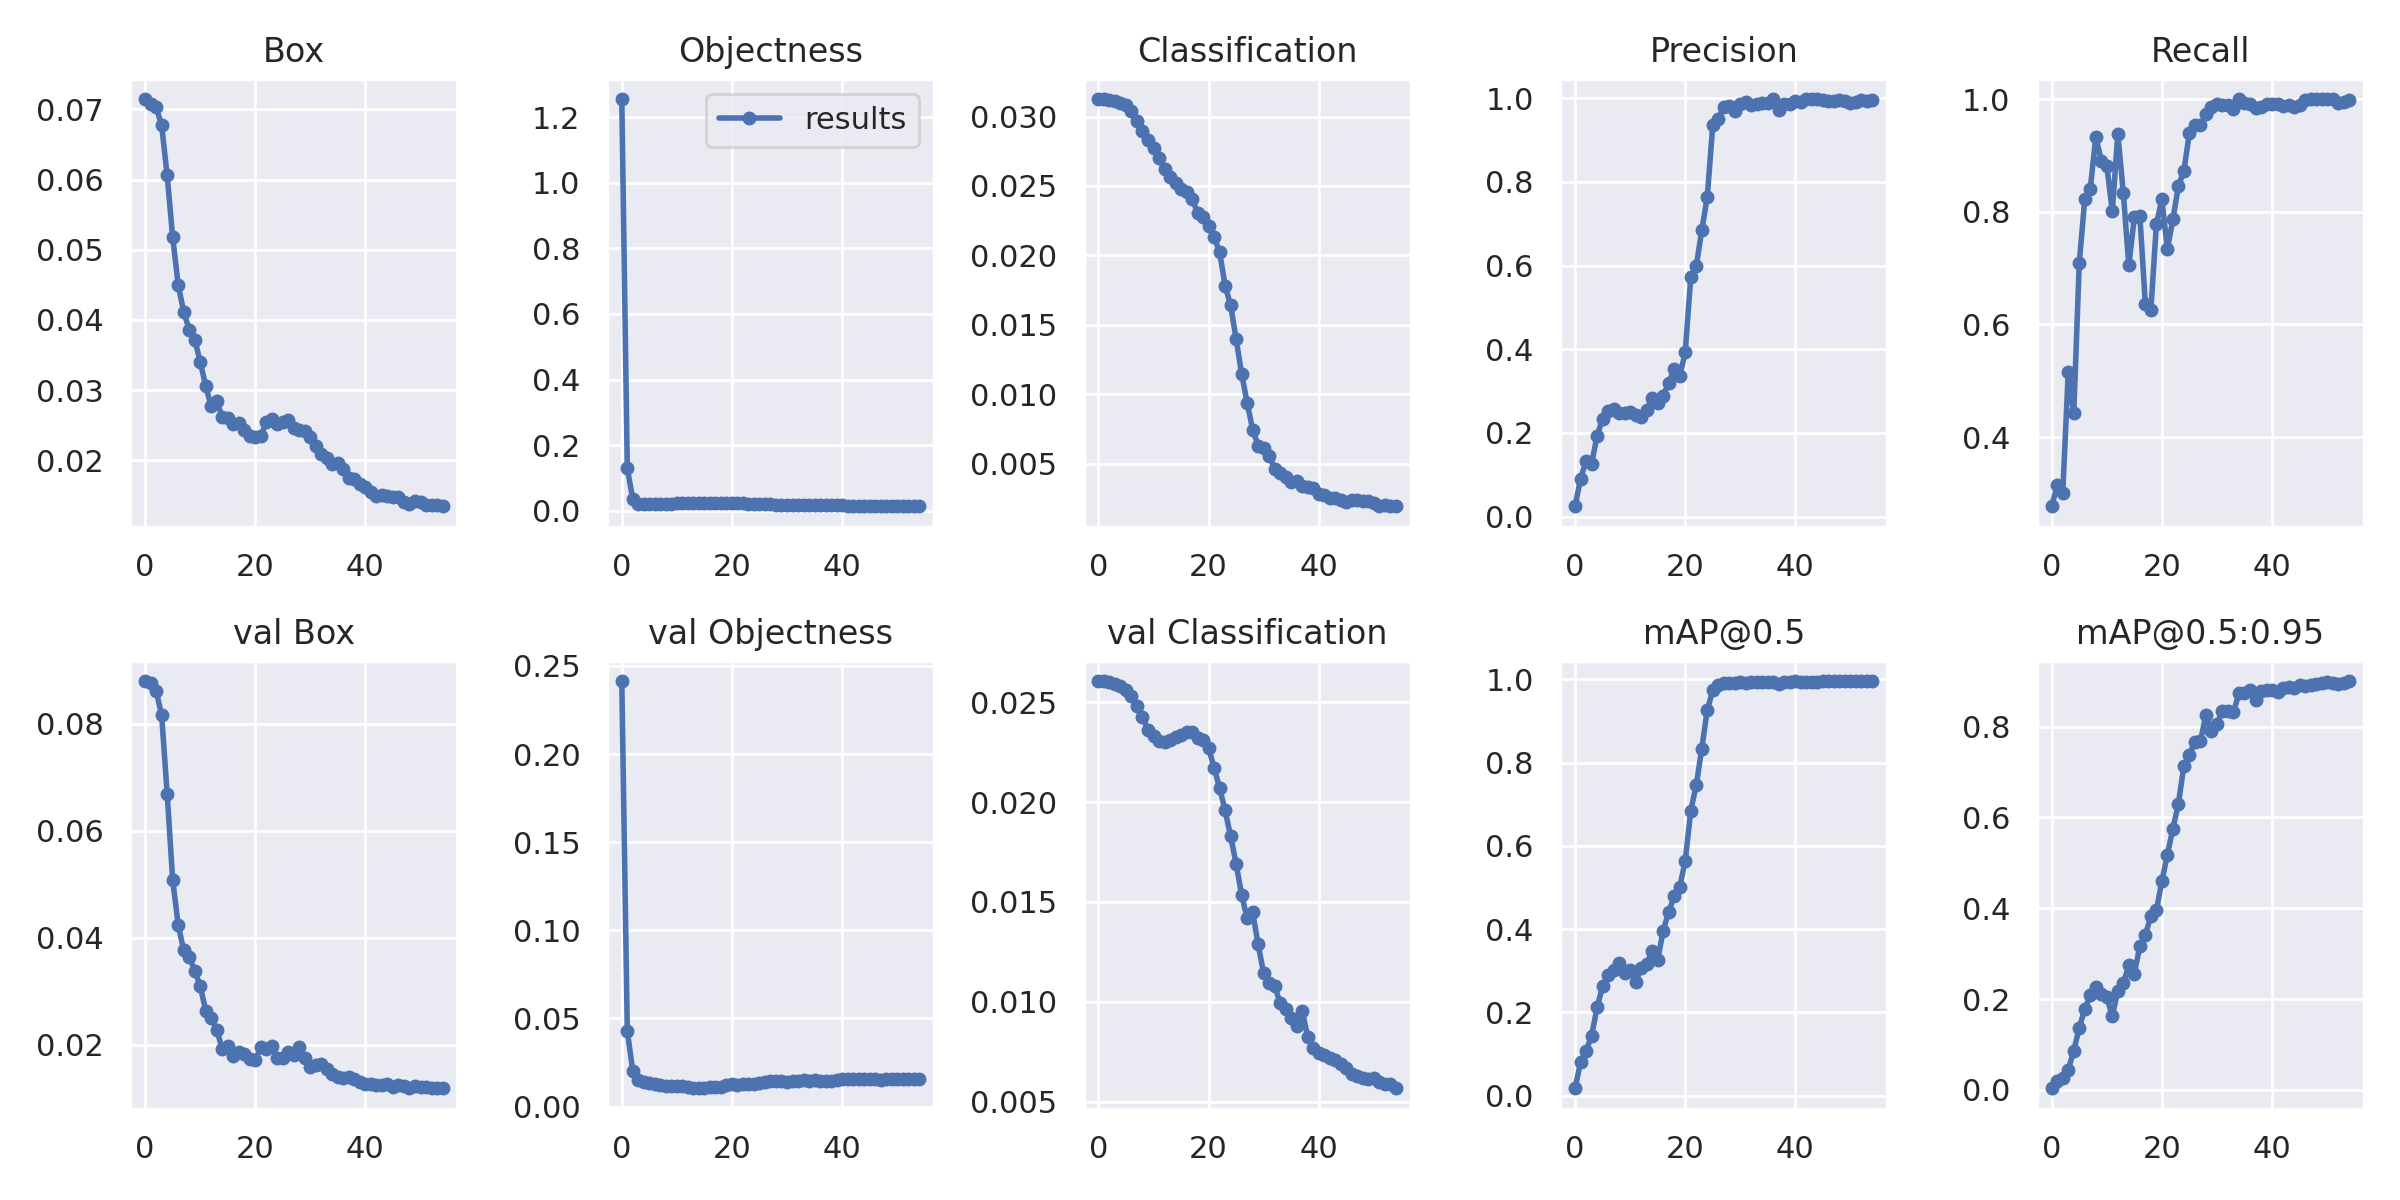 Box
0.07
0.06
0.05
0.04
0.03
0.02
0 20 40
Objectness
results
1.2
1.0
0.8
0.6
0.4
0.2
0.0
0 20 40
Classification
0.030
0.025
0.020
0.015
0.010
0.005
0 20 40
Precision
1.0
0.8
0.6
0.4
0.2
0.0
0 20 40
Recall
1.0
0.8
0.6
0.4
0 20 40
val Box
0.08
0.06
0.04
0.02
0 20 40
val Objectness
0.25
0.20
0.15
0.10
0.05
0.00
0 20 40
val Classification
0.025
0.020
0.015
0.010
0.005
0 20 40
mAP@0.5
1.0
0.8
0.6
0.4
0.2
0.0
0 20 40
mAP@0.5:0.95
0.8
0.6
0.4
0.2
0.0
0 20 40